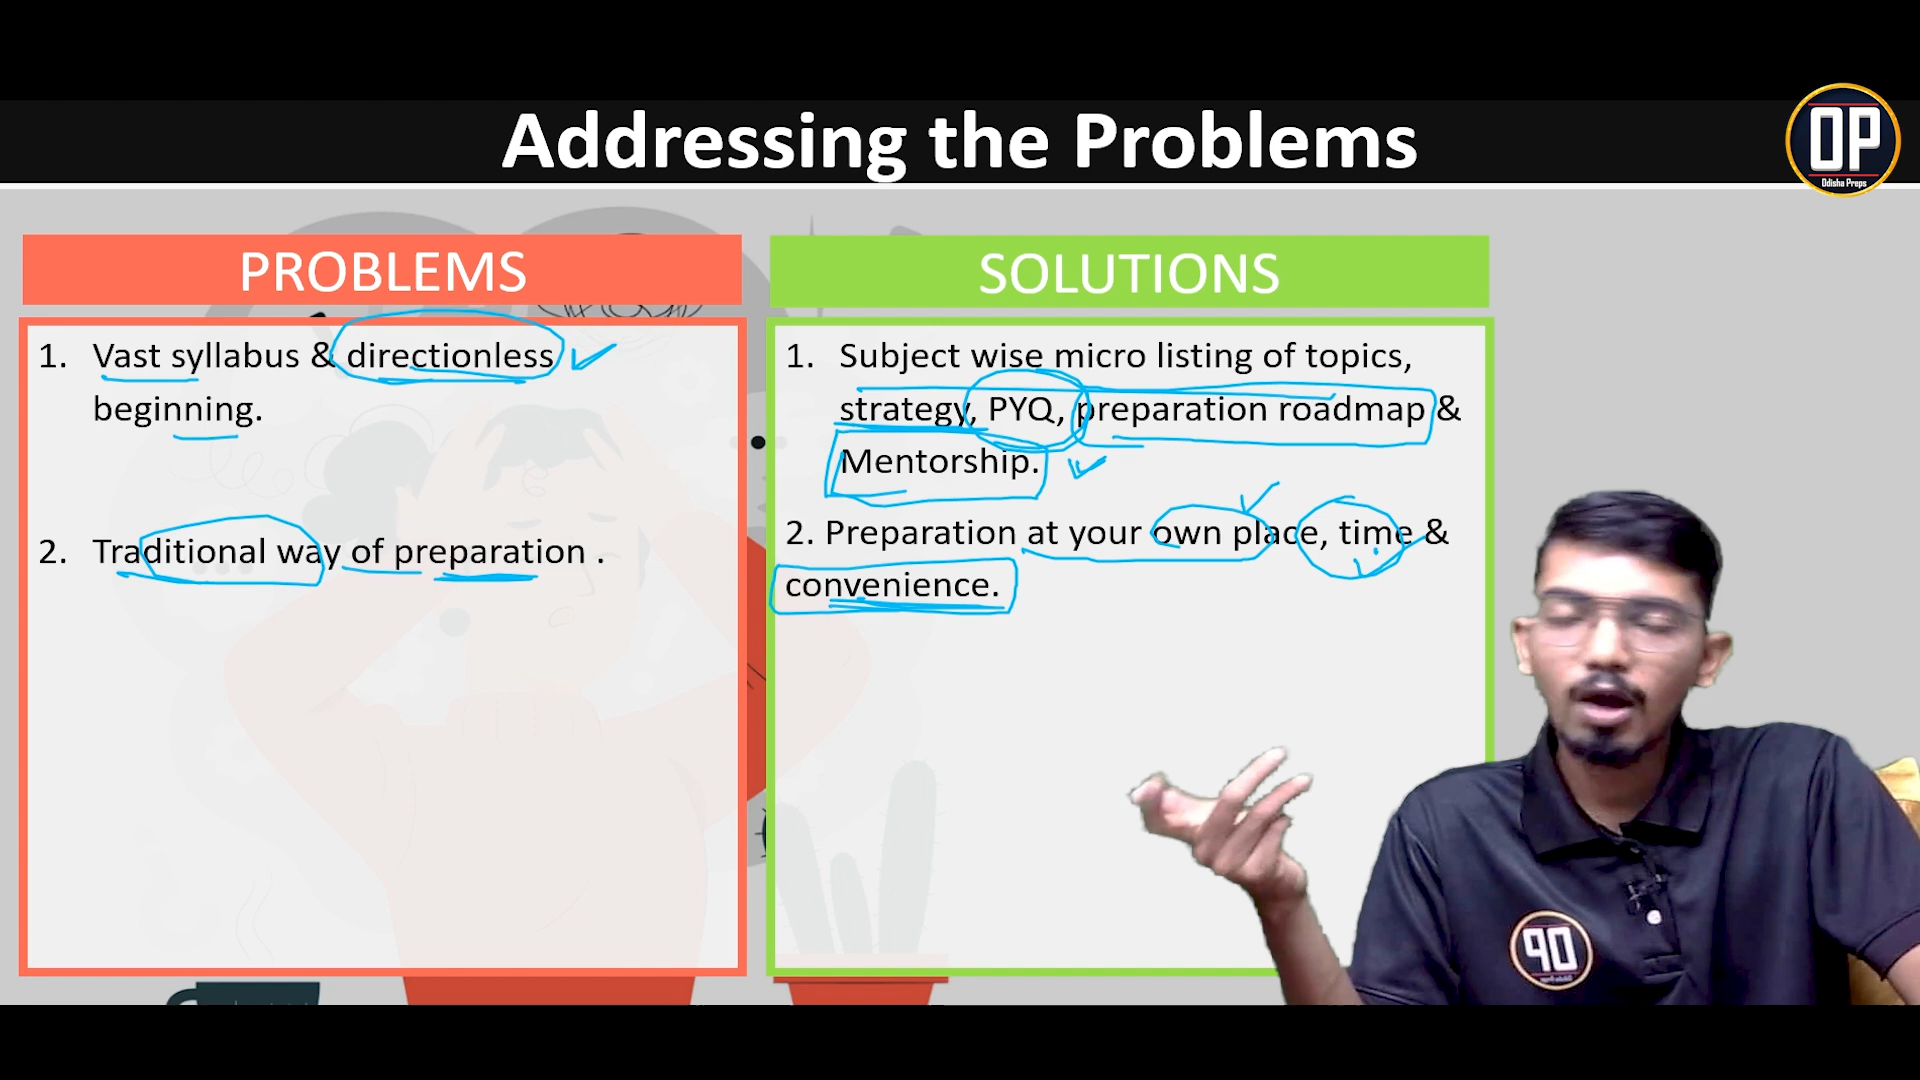 Addressing the Problems
OP
Odisha Preps
PROBLEMS
1. Vast syllabus & directionless
beginning.
2. Traditional way of preparation .
SOLUTIONS
1. Subject wise micro listing of topics,
strategy, PYQ, preparation roadmap &
Mentorship.
2. Preparation at your own place, time &
convenience.